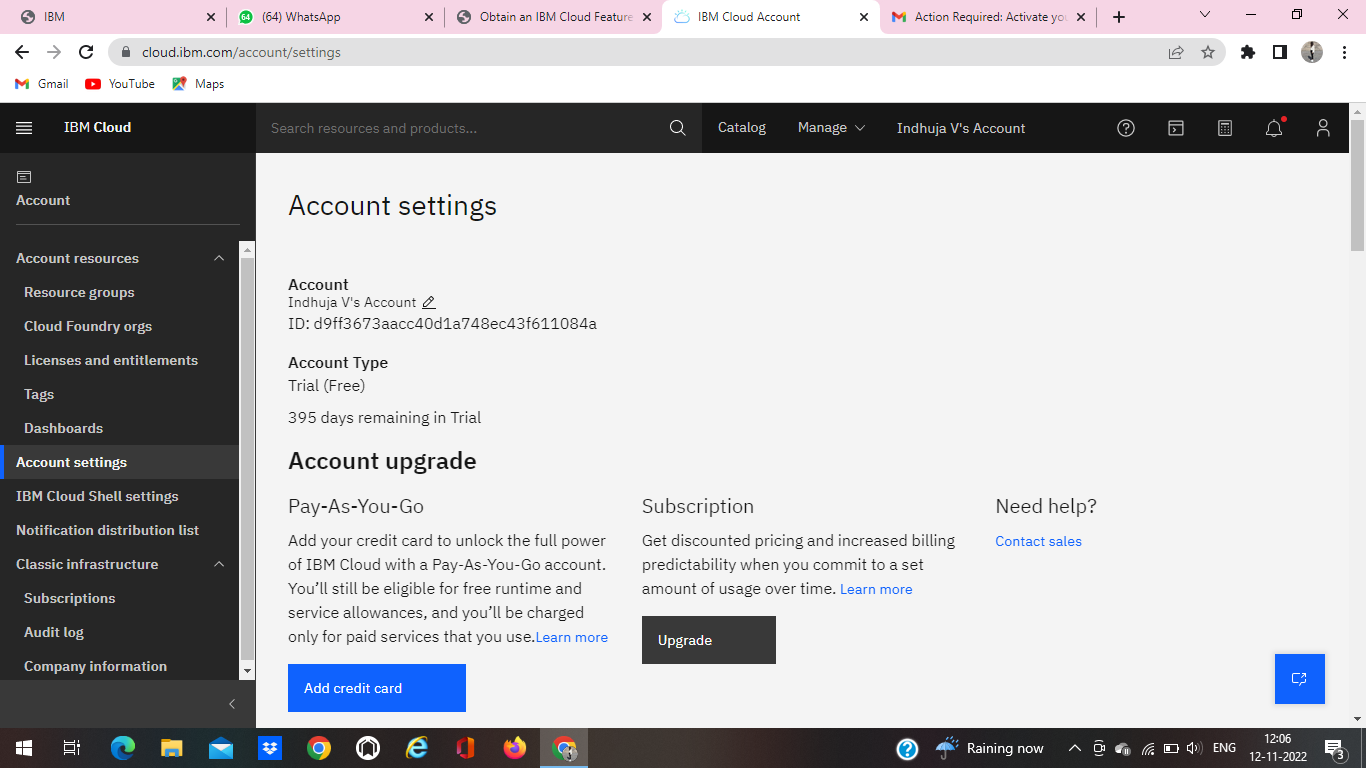 IBM
(64) WhatsApp
Obtain an IBM Cloud Feature
IBM Cloud Account
Action Required: Activate yo
cloud.ibm.com/account/settings
Gmail
YouTube
Maps
IBM Cloud
Search resources and products...
Catalog
Manage
Indhuja V's Account
Account
Account resources
Resource groups
Cloud Foundry orgs
Licenses and entitlements
Tags
Dashboards
Account settings
IBM Cloud Shell settings
Notification distribution list
Classic infrastructure
Subscriptions
Audit log
Company information
Account settings
Account
Indhuja V's Account
ID: d9ff3673aacc40d1a748ec43f611084a
Account Type
Trial (Free)
395 days remaining in Trial
Account upgrade
Pay-As-You-Go
Add your credit card to unlock the full power
of IBM Cloud with a Pay-As-You-Go account.
You’ll still be eligible for free runtime and
service allowances, and you’ll be charged
only for paid services that you use.Learn more
Add credit card
Subscription
Get discounted pricing and increased billing
predictability when you commit to a set
amount of usage over time. Learn more
Upgrade
Need help?
Contact sales
Raining now
ENG
12:06
12-11-2022
3